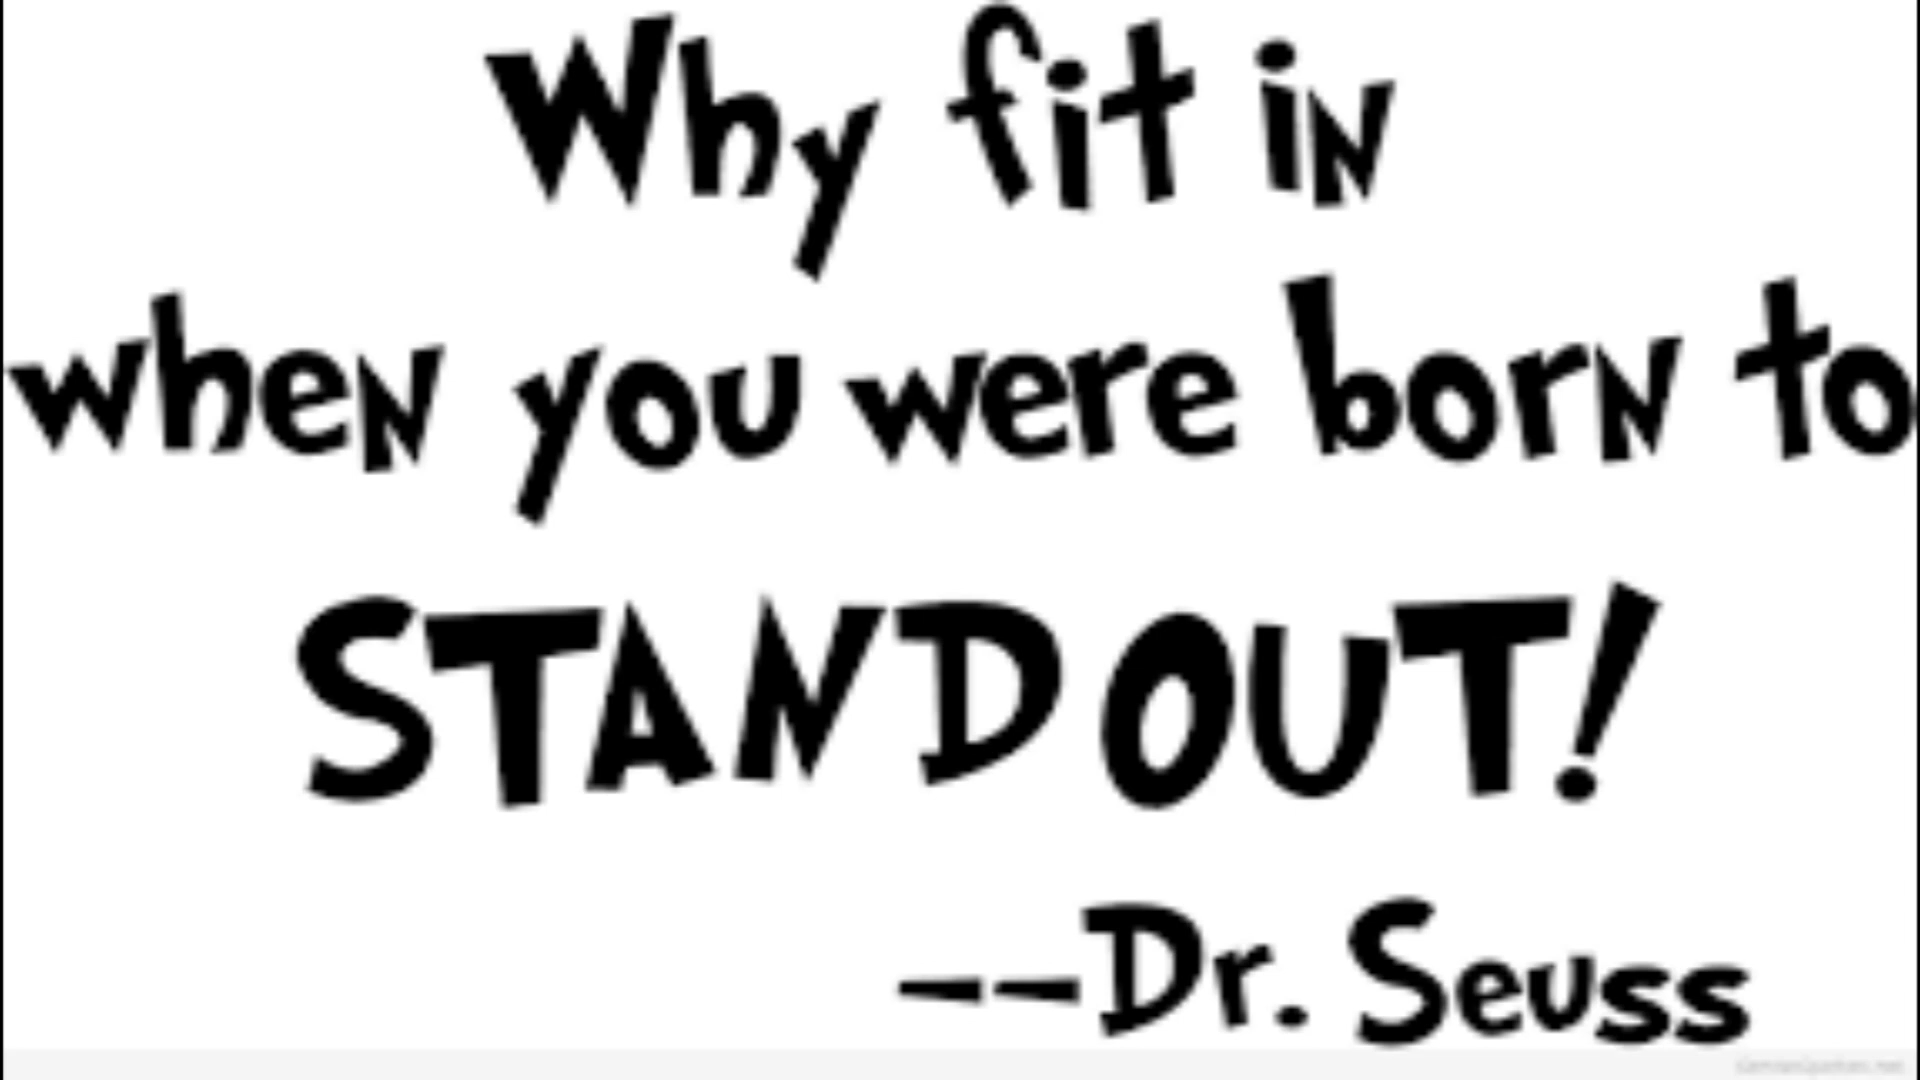 Why fit in
when you were born to
STAND OUT!
--Dr. Seuss